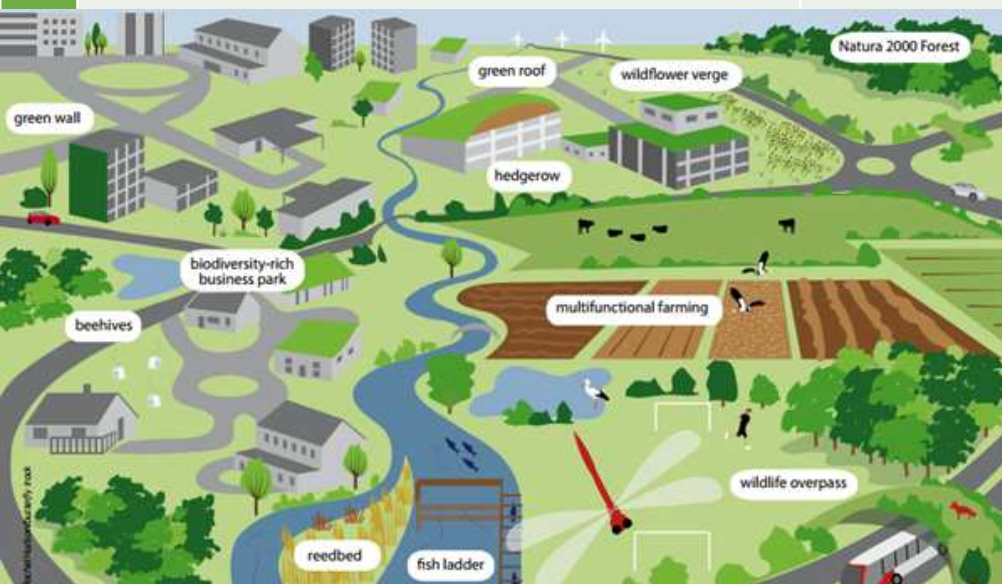 Natura 2000 Forest
green roof
wildflower verge
green wall
hedgerow
biodiversity-rich
business park
multifunctional farming
beehives
wildlife overpass
reedbed
fish ladder